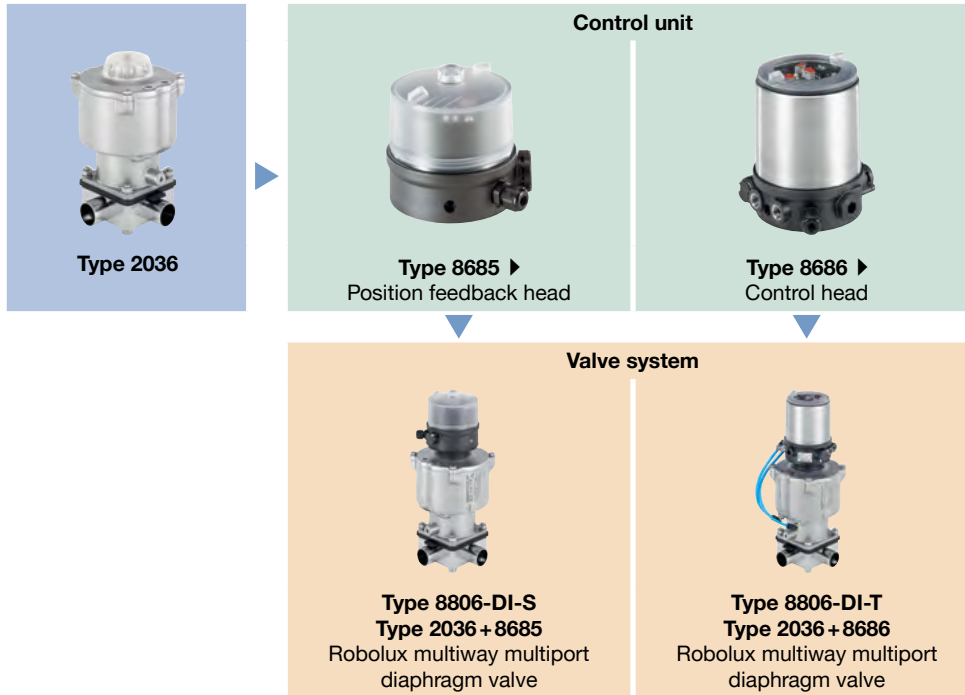 Control unit
Type 2036
Type 8685
Position feedback head
Type 8686
Control head
Valve system
Type 8806-DI-S
Type 2036 + 8685
Robolux multiway multiport
diaphragm valve
Type 8806-DI-T
Type 2036 + 8686
Robolux multiway multiport
diaphragm valve